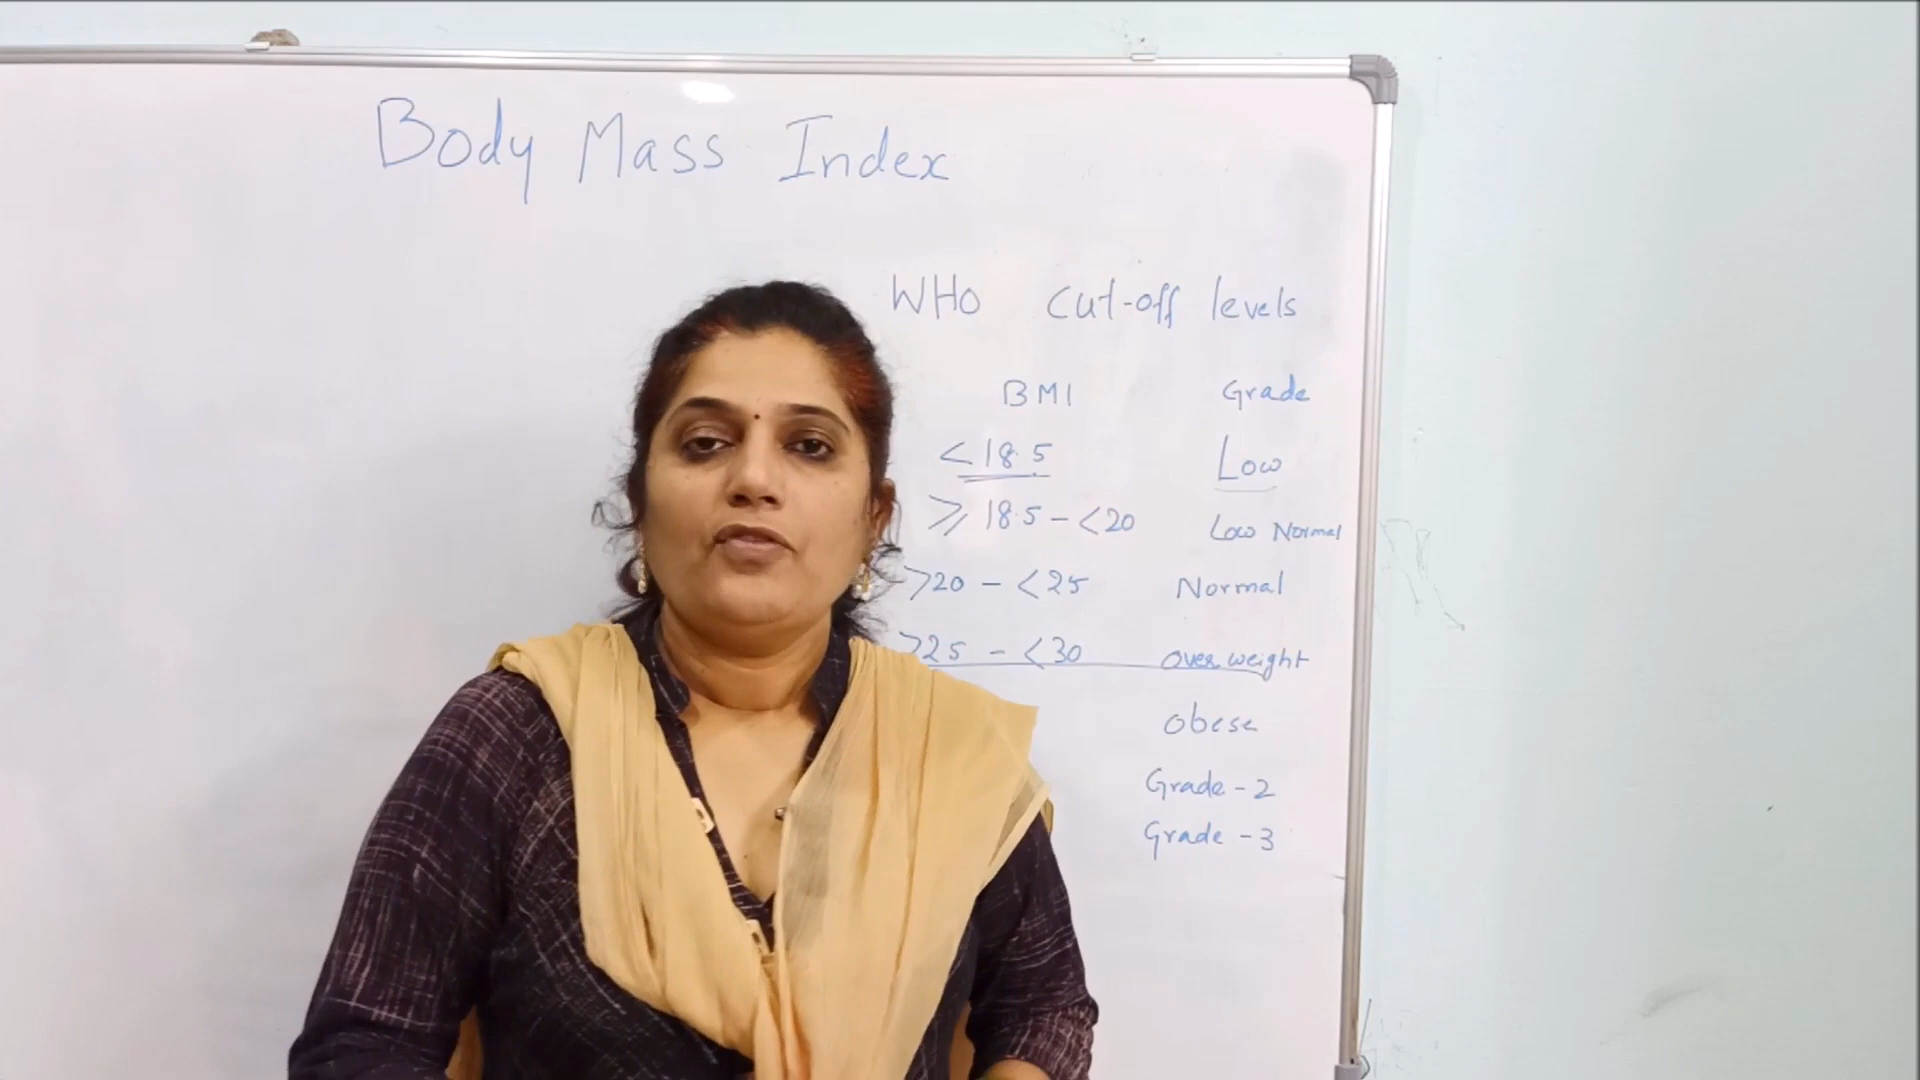 Body Mass Index
WHO Cut-off levels
BMI Grade
<18.5 Low
≥ 18.5 - <20 Low Normal
>20 - <25 Normal
>25 - <30 Over weight
Obese
Grade - 2
Grade - 3